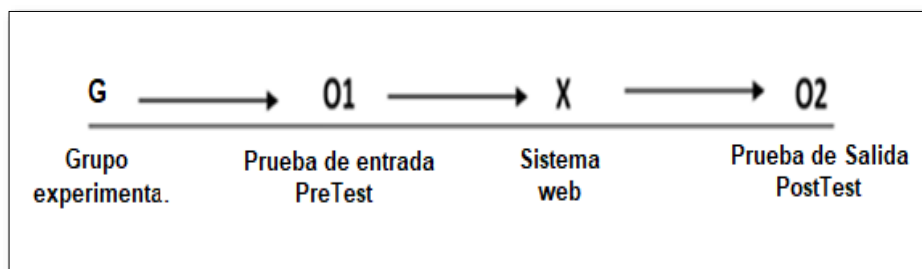 G O1 X O2
Grupo experimenta.
Prueba de entrada PreTest
Sistema web
Prueba de Salida PostTest